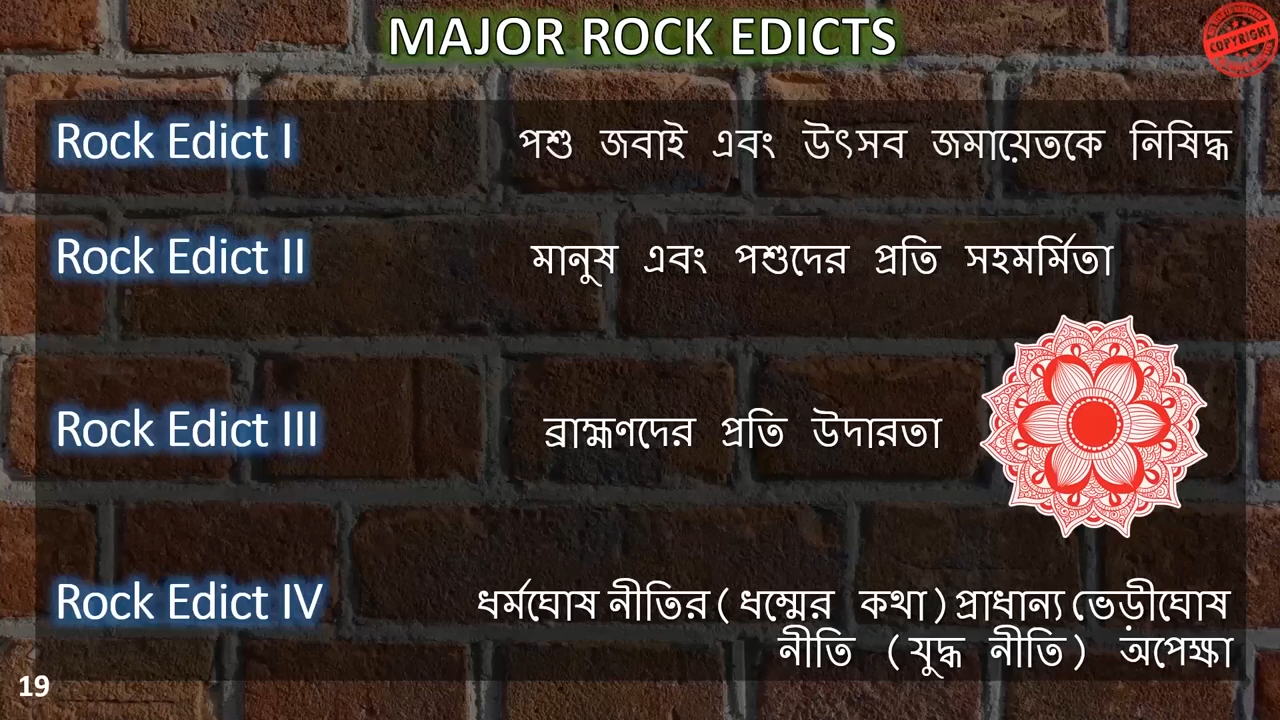 MAJOR ROCK EDICTS
COPYRIGHT
Rock Edict I পশু জবাই এবং উৎসব জমায়েতকে নিষিদ্ধ
Rock Edict II মানুষ এবং পশুদের প্রতি সহমর্মিতা
Rock Edict III ব্রাহ্মণদের প্রতি উদারতা
Rock Edict IV ধর্মঘোষ নীতির (ধম্মের কথা) প্রাধান্য ভেড়ীঘোষ
নীতি (যুদ্ধ নীতি) অপেক্ষা
19